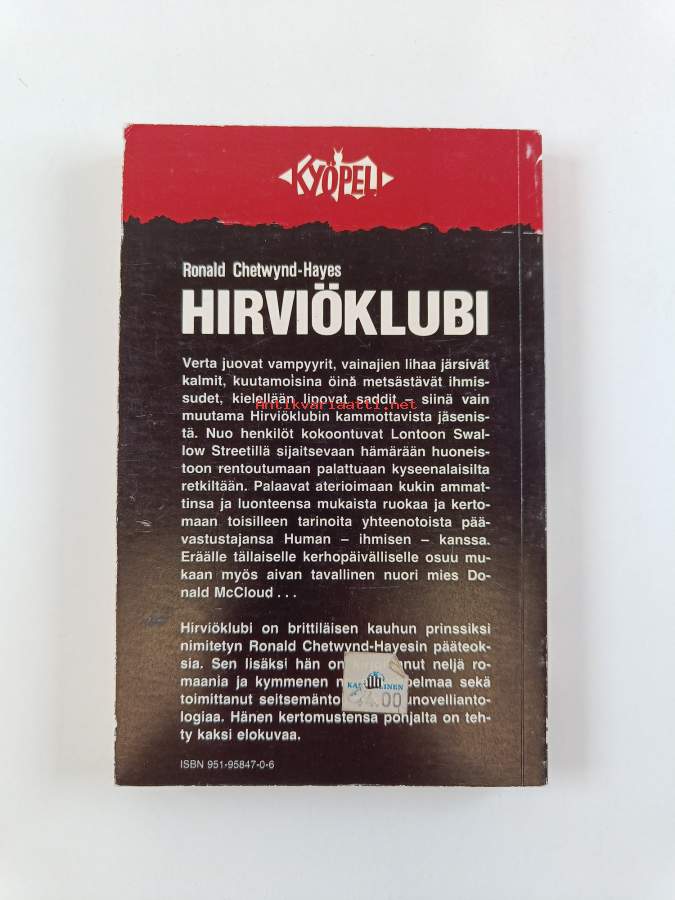 KYÖPELI
Ronald Chetwynd-Hayes
HIRVIÖKLUBI
Verta juovat vampyyrit, vainajien lihaa järsivät
kalmit, kuutamoisina öinä metsästävät ihmis-
sudet, kielellään lipovat saddit – siinä vain
Antikvariaatti.net
muutama Hirviöklubin kammottavista jäsenis-
tä. Nuo henkilöt kokoontuvat Lontoon Swal-
low Streetillä sijaitsevaan hämärään huoneis-
toon rentoutumaan palattuaan kyseenalaisilta
retkiltään. Palaavat aterioimaan kukin ammat-
tinsa ja luonteensa mukaista ruokaa ja kerto-
maan toisilleen tarinoita yhteenotoista pää-
vastustajansa Human – ihmisen – kanssa.
Eräälle tällaiselle kerhopäivälliselle osuu mu-
kaan myös aivan tavallinen nuori mies Do-
nald McCloud . . .
Hirviöklubi on brittiläisen kauhun prinssiksi
nimitetyn Ronald Chetwynd-Hayesin pääteok-
sia. Sen lisäksi hän on kirjoittanut neljä ro-
maania ja kymmenen
toimittanut seitsemänto
logiaa. Hänen kertomustensa pohjalta on teh-
ty kaksi elokuvaa.
ISBN 951-95847-0-6